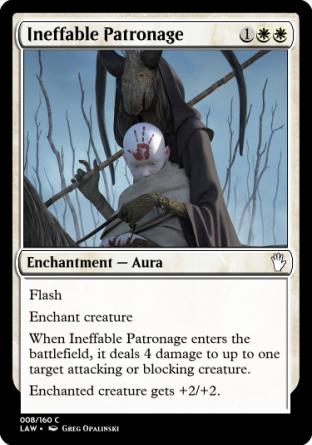 Ineffable Patronage 1
Enchantment — Aura
Flash
Enchant creature
When Ineffable Patronage enters the
battlefield, it deals 4 damage to up to one
target attacking or blocking creature.
Enchanted creature gets +2/+2.
008/160 C
LAW • Greg Opalinski